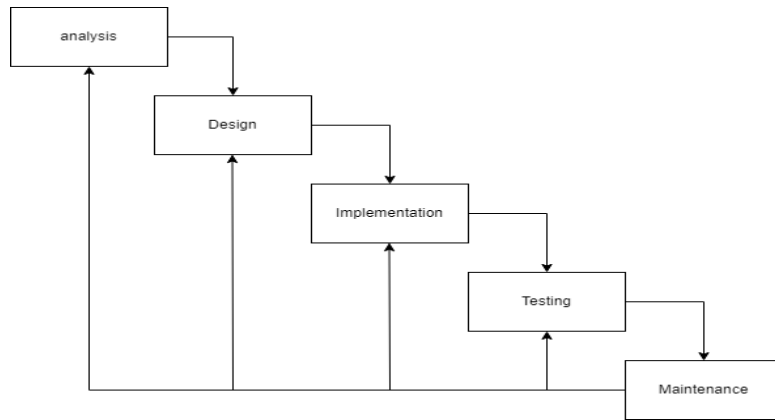 analysis
Design
Implementation
Testing
Maintenance